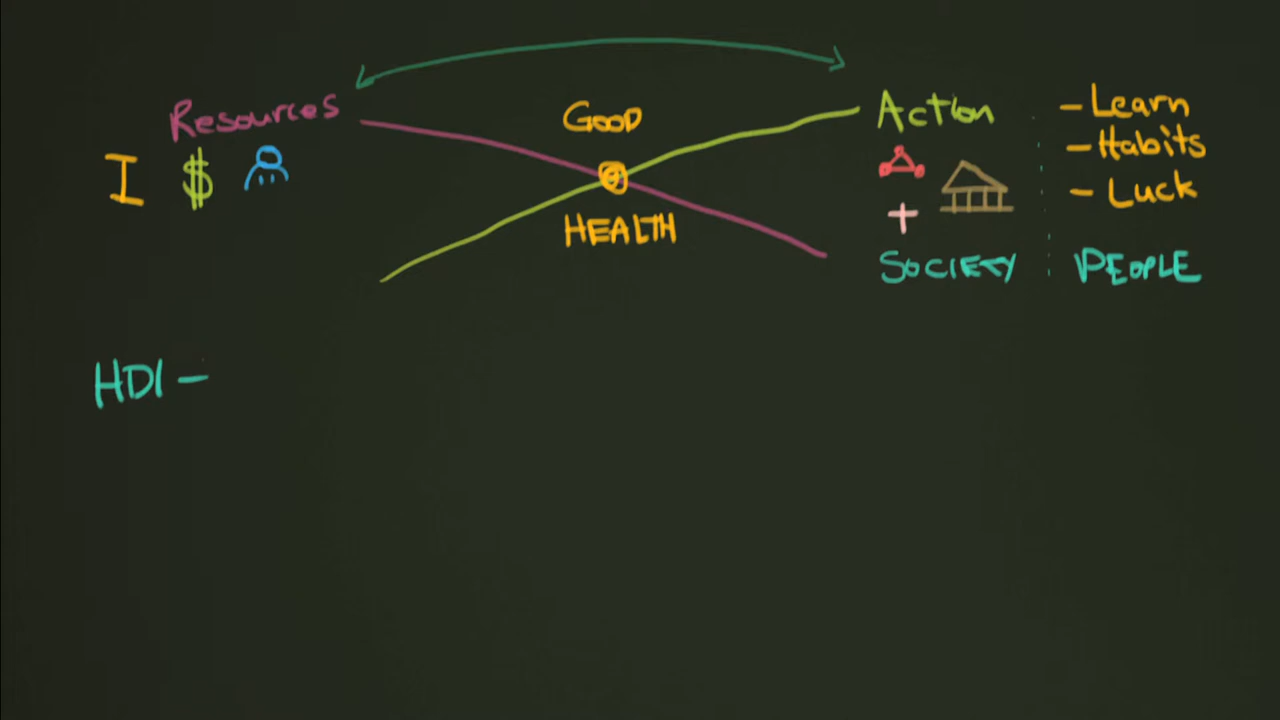 Resources
I $
GOOD
HEALTH
Action
SOCIETY
- Learn
- Habits
- Luck
PEOPLE
HDI -